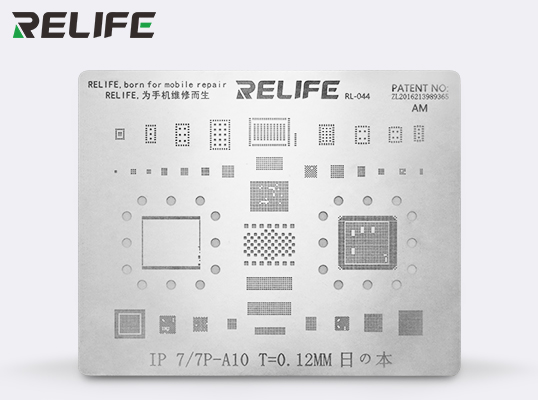 RELIFE
RELIFE, born for mobile repair
RELIFE, 为手机维修而生
RELIFE RL-044
PATENT NO:
ZL2016213989365
AM
IP 7/7P-A10 T=0.12MM 日の本